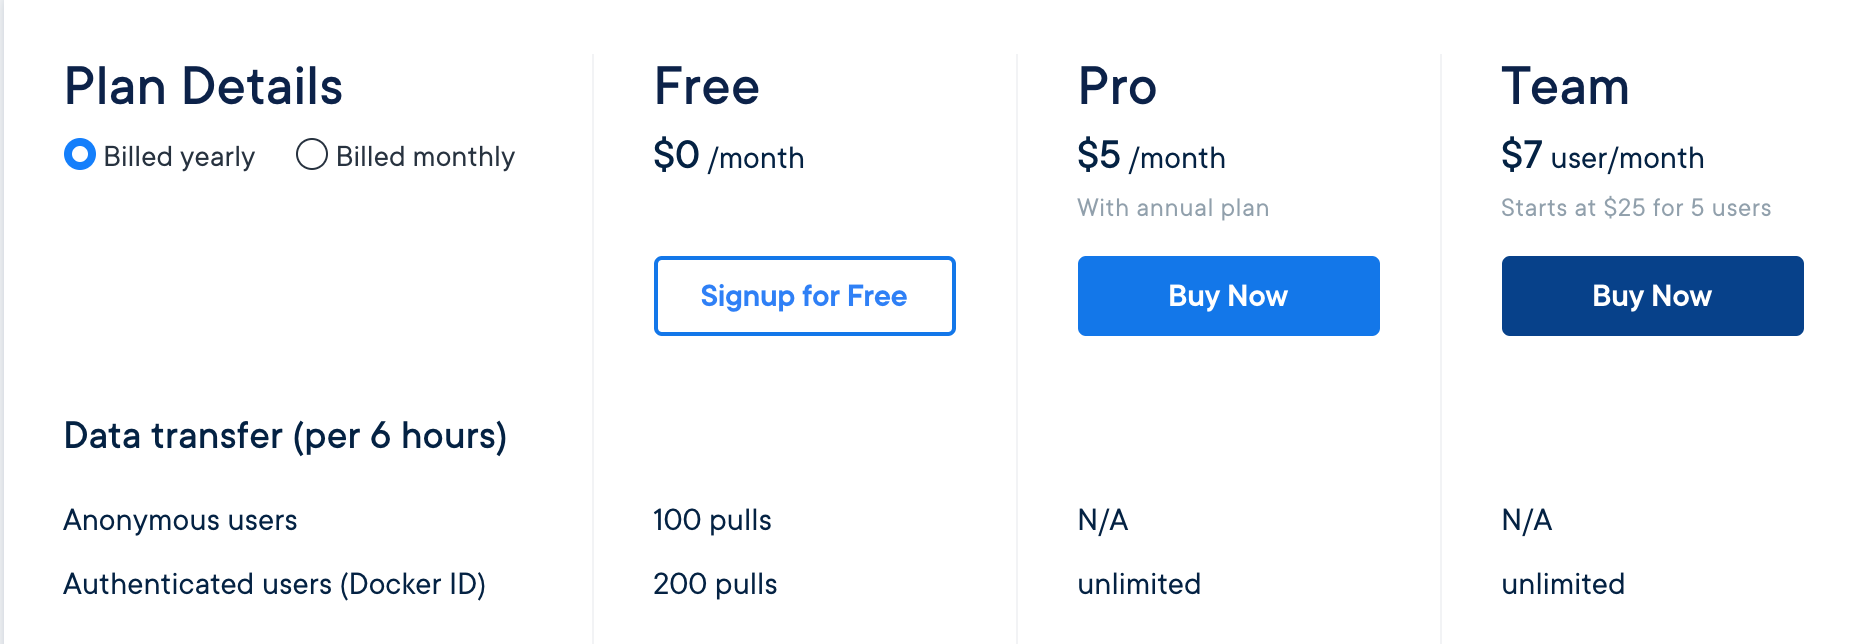 Plan Details
Billed yearly Billed monthly
Free
$0 /month
Signup for Free
Pro
$5 /month
With annual plan
Buy Now
Team
$7 user/month
Starts at $25 for 5 users
Buy Now
Data transfer (per 6 hours)
Anonymous users 100 pulls N/A N/A
Authenticated users (Docker ID) 200 pulls unlimited unlimited